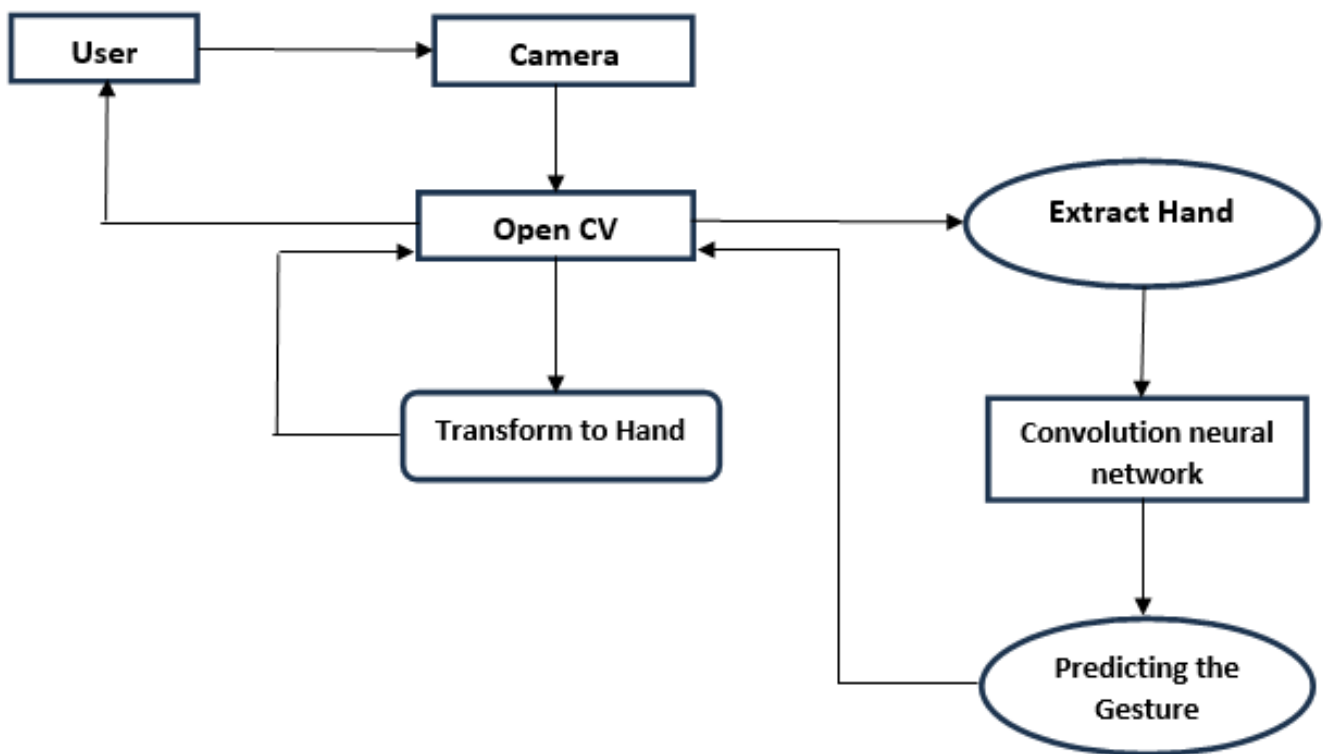 User
Camera
Open CV
Extract Hand
Transform to Hand
Convolution neural
network
Predicting the
Gesture